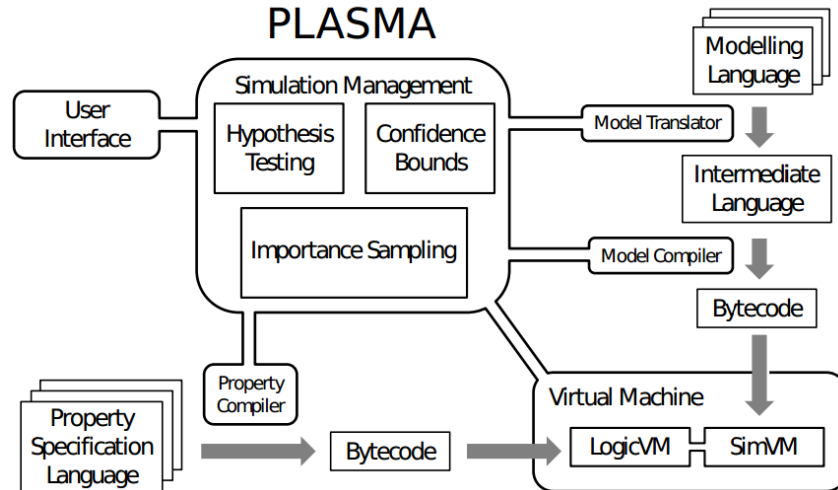 PLASMA
Modelling
Language
Simulation Management
User
Interface
Hypothesis
Testing
Confidence
Bounds
Model Translator
Intermediate
Language
Importance Sampling
Model Compiler
Bytecode
Property
Compiler
Virtual Machine
Property
Specification
Language
Bytecode
LogicVM
SimVM